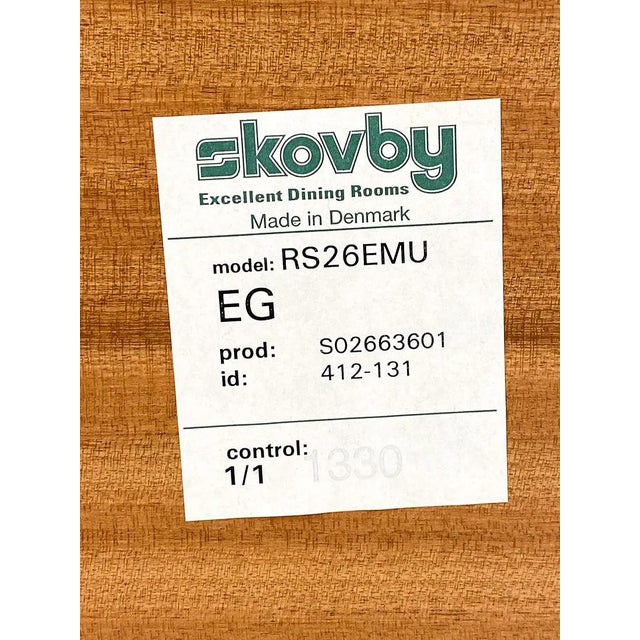 skovby
Excellent Dining Rooms
Made in Denmark
model: RS26EMU
EG
prod: S02663601
id: 412-131
control:
1/1 1330